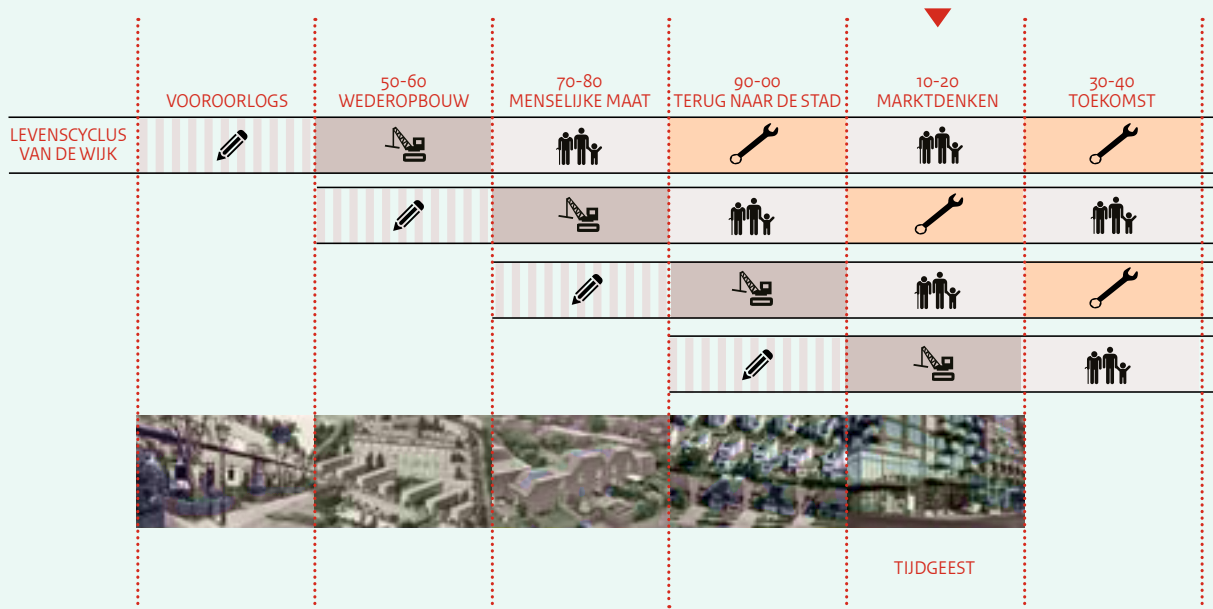 VOOROORLOGS
50-60
WEDEROPBOUW
70-80
MENSELIJKE MAAT
90-00
TERUG NAAR DE STAD
10-20
MARKTDENKEN
30-40
TOEKOMST
LEVENSCYCLUS
VAN DE WIJK
TIJDGEEST